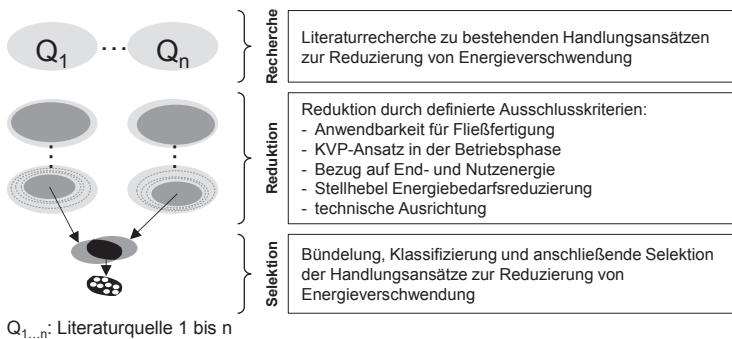 Q1 ... Qn
Recherche
Literaturrecherche zu bestehenden Handlungsansätzen
zur Reduzierung von Energieverschwendung
Reduktion
Reduktion durch definierte Ausschlusskriterien:
- Anwendbarkeit für Fließfertigung
- KVP-Ansatz in der Betriebsphase
- Bezug auf End- und Nutzenergie
- Stellhebel Energiebedarfsreduzierung
- technische Ausrichtung
Selektion
Bündelung, Klassifizierung und anschließende Selektion
der Handlungsansätze zur Reduzierung von
Energieverschwendung
Q1...n: Literaturquelle 1 bis n